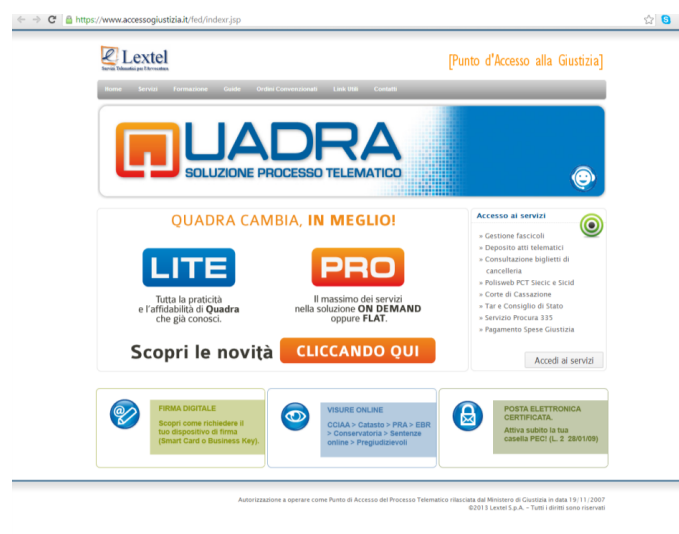 https://www.accessogiustizia.it/fed/indexr.jsp
Lextel
Servizi Telematici per l'Avvocatura
[Punto d'Accesso alla Giustizia]
Home Servizi Formazione Guide Ordini Convenzionati Link Utili Contatti
QUADRA
SOLUZIONE PROCESSO TELEMATICO
QUADRA CAMBIA, IN MEGLIO!
LITE
Tutta la praticità
e l'affidabilità di Quadra
che già conosci.
PRO
Il massimo dei servizi
nella soluzione ON DEMAND
oppure FLAT.
Scopri le novità CLICCANDO QUI
Accesso ai servizi
» Gestione fascicoli
» Deposito atti telematici
» Consultazione biglietti di
cancelleria
» Polisweb PCT Siecic e Sicid
» Corte di Cassazione
» Tar e Consiglio di Stato
» Servizio Procura 335
» Pagamento Spese Giustizia
Accedi ai servizi
FIRMA DIGITALE
Scopri come richiedere il
tuo dispositivo di firma
(Smart Card o Business Key).
VISURE ONLINE
CCIAA > Catasto > PRA > EBR
> Conservatoria > Sentenze
online > Pregiudizievoli
POSTA ELETTRONICA
CERTIFICATA.
Attiva subito la tua
casella PEC! (L. 2 28/01/09)
Autorizzazione a operare come Punto di Accesso del Processo Telematico rilasciata dal Ministero di Giustizia in data 19/11/2007
©2013 Lextel S.p.A. - Tutti i diritti sono riservati